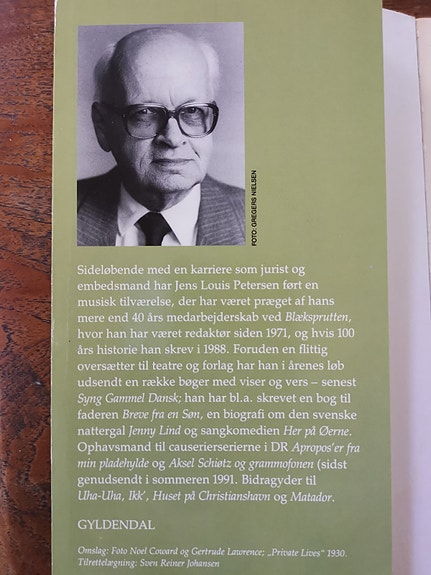 FOTO: GREGERS NIELSEN
Sideløbende med en karriere som jurist og
embedsmand har Jens Louis Petersen ført en
musisk tilværelse, der har været præget af hans
mere end 40 års medarbejderskab ved Blæksprutten,
hvor han har været redaktør siden 1971, og hvis 100
års historie han skrev i 1988. Foruden en flittig
oversætter til teatre og forlag har han i årenes løb
udsendt en række bøger med viser og vers – senest
Syng Gammel Dansk; han har bl.a. skrevet en bog til
faderen Breve fra en Søn, en biografi om den svenske
nattergal Jenny Lind og sangkomedien Her på Øerne.
Ophavsmand til causerierserierne i DR Apropos'er fra
min pladehylde og Aksel Schiøtz og grammofonen (sidst
genudsendt i sommeren 1991. Bidragyder til
Uha-Uha, Ikk', Huset på Christianshavn og Matador.
GYLDENDAL
Omslag: Foto Noel Coward og Gertrude Lawrence; „Private Lives" 1930.
Tilrettelægning: Sven Reiner Johansen